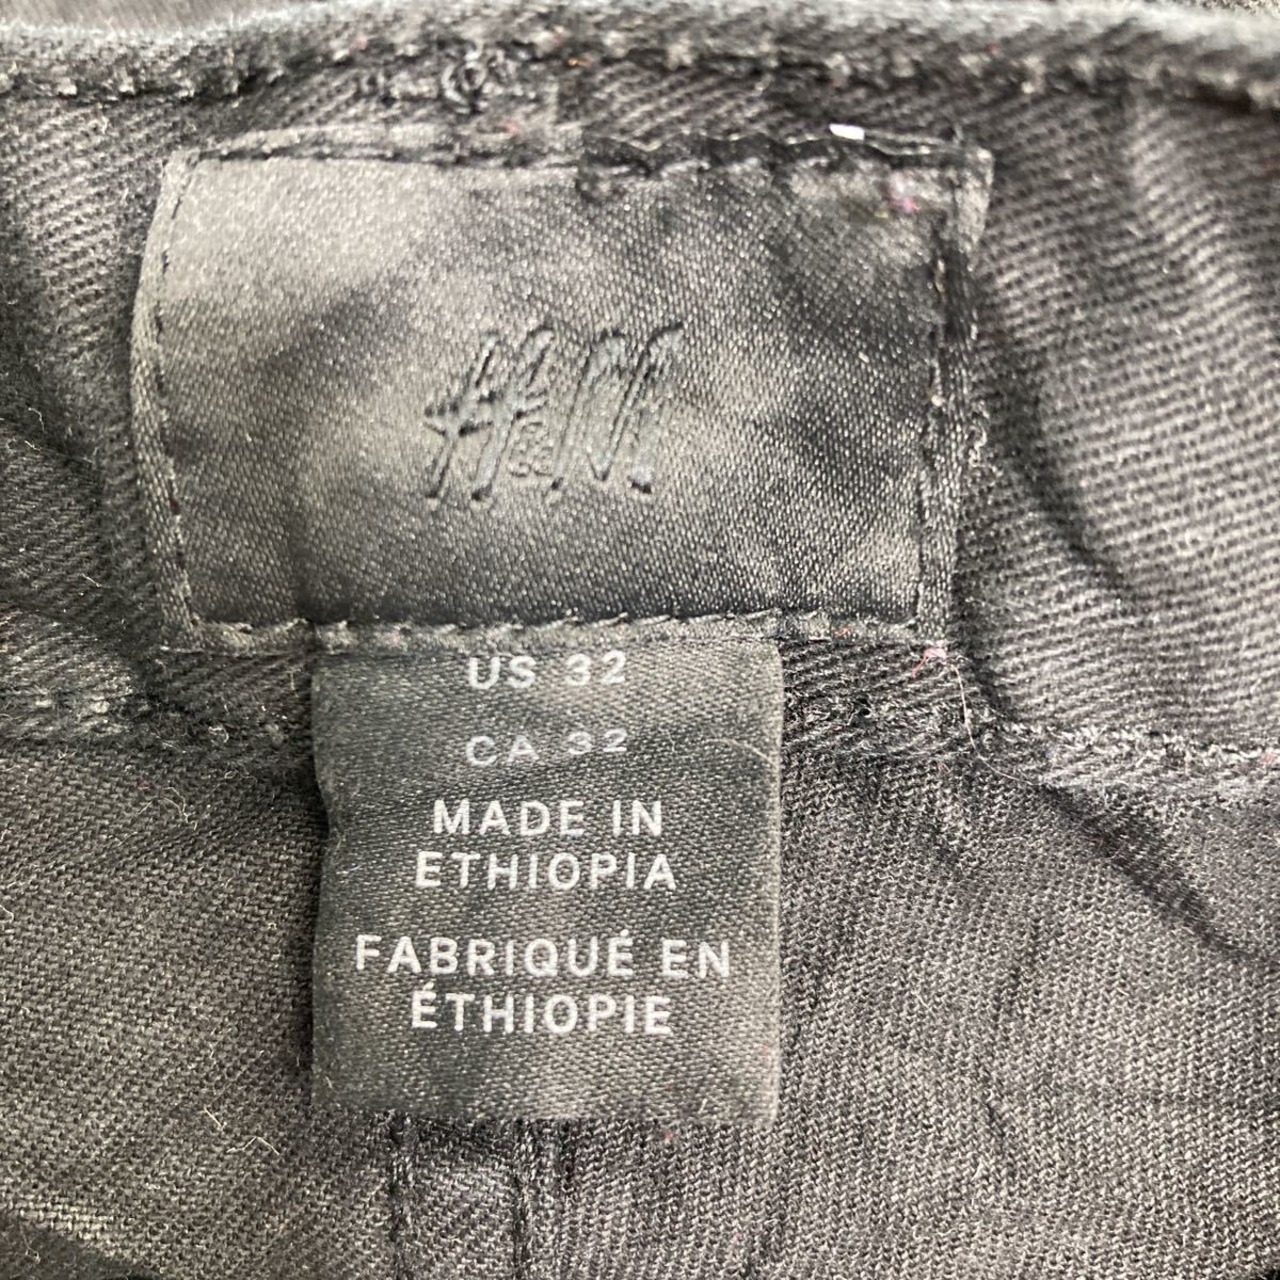 H&M
US 32
CA 32
MADE IN
ETHIOPIA
FABRIQUÉ EN
ÉTHIOPIE